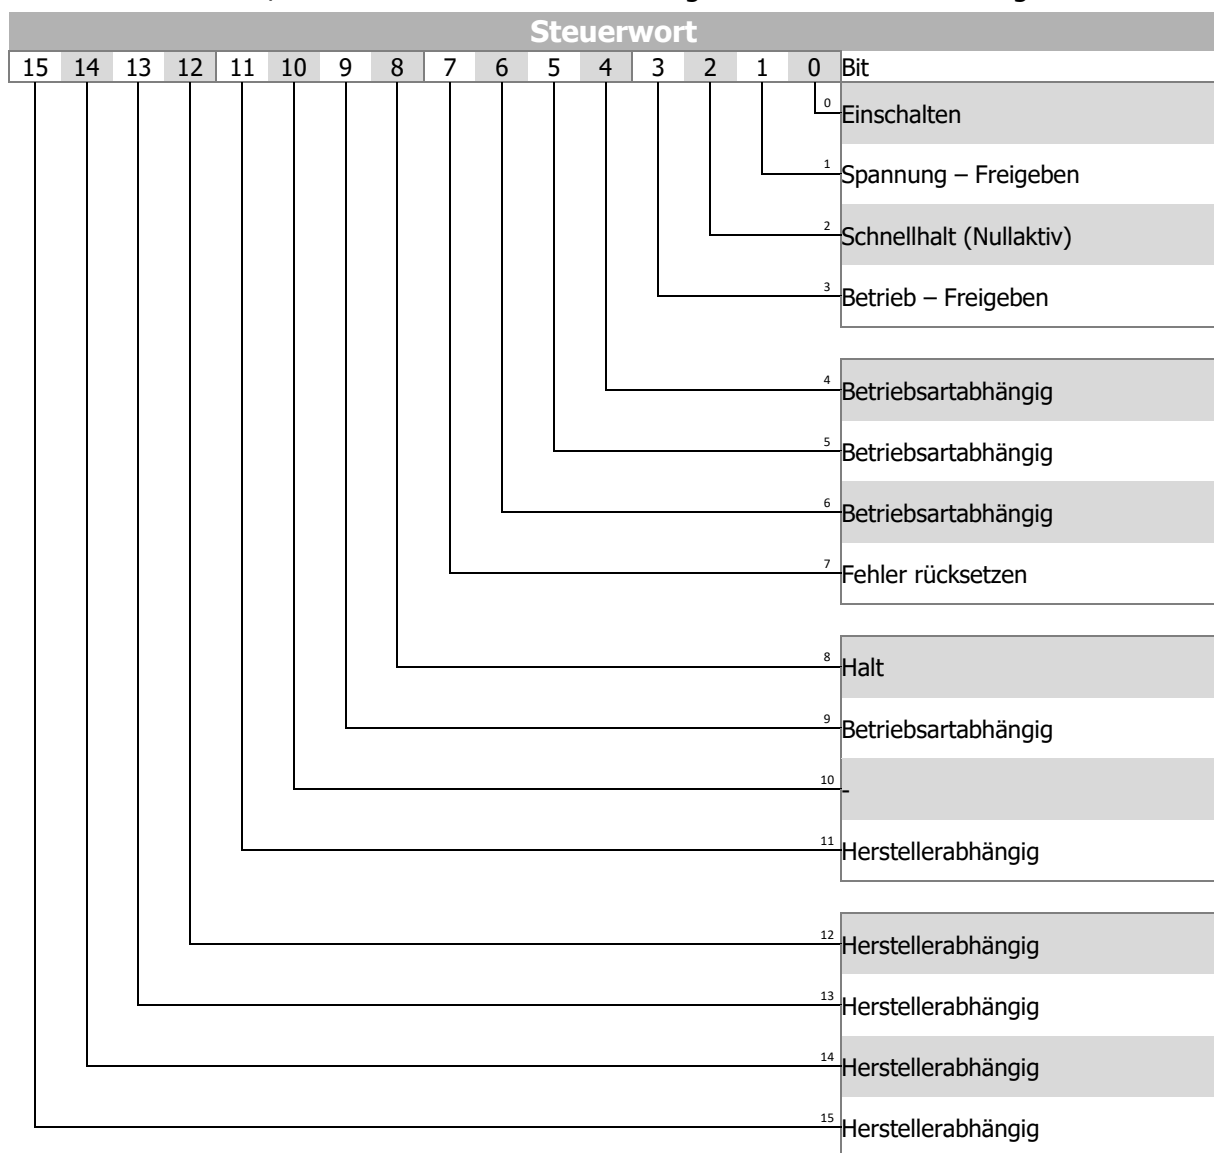 Steuerwort
15 14 13 12 11 10 9 8 7 6 5 4 3 2 1 0 Bit
0 Einschalten
1 Spannung – Freigeben
2 Schnellhalt (Nullaktiv)
3 Betrieb – Freigeben
4 Betriebsartabhängig
5 Betriebsartabhängig
6 Betriebsartabhängig
7 Fehler rücksetzen
8 Halt
9 Betriebsartabhängig
10 -
11 Herstellerabhängig
12 Herstellerabhängig
13 Herstellerabhängig
14 Herstellerabhängig
15 Herstellerabhängig